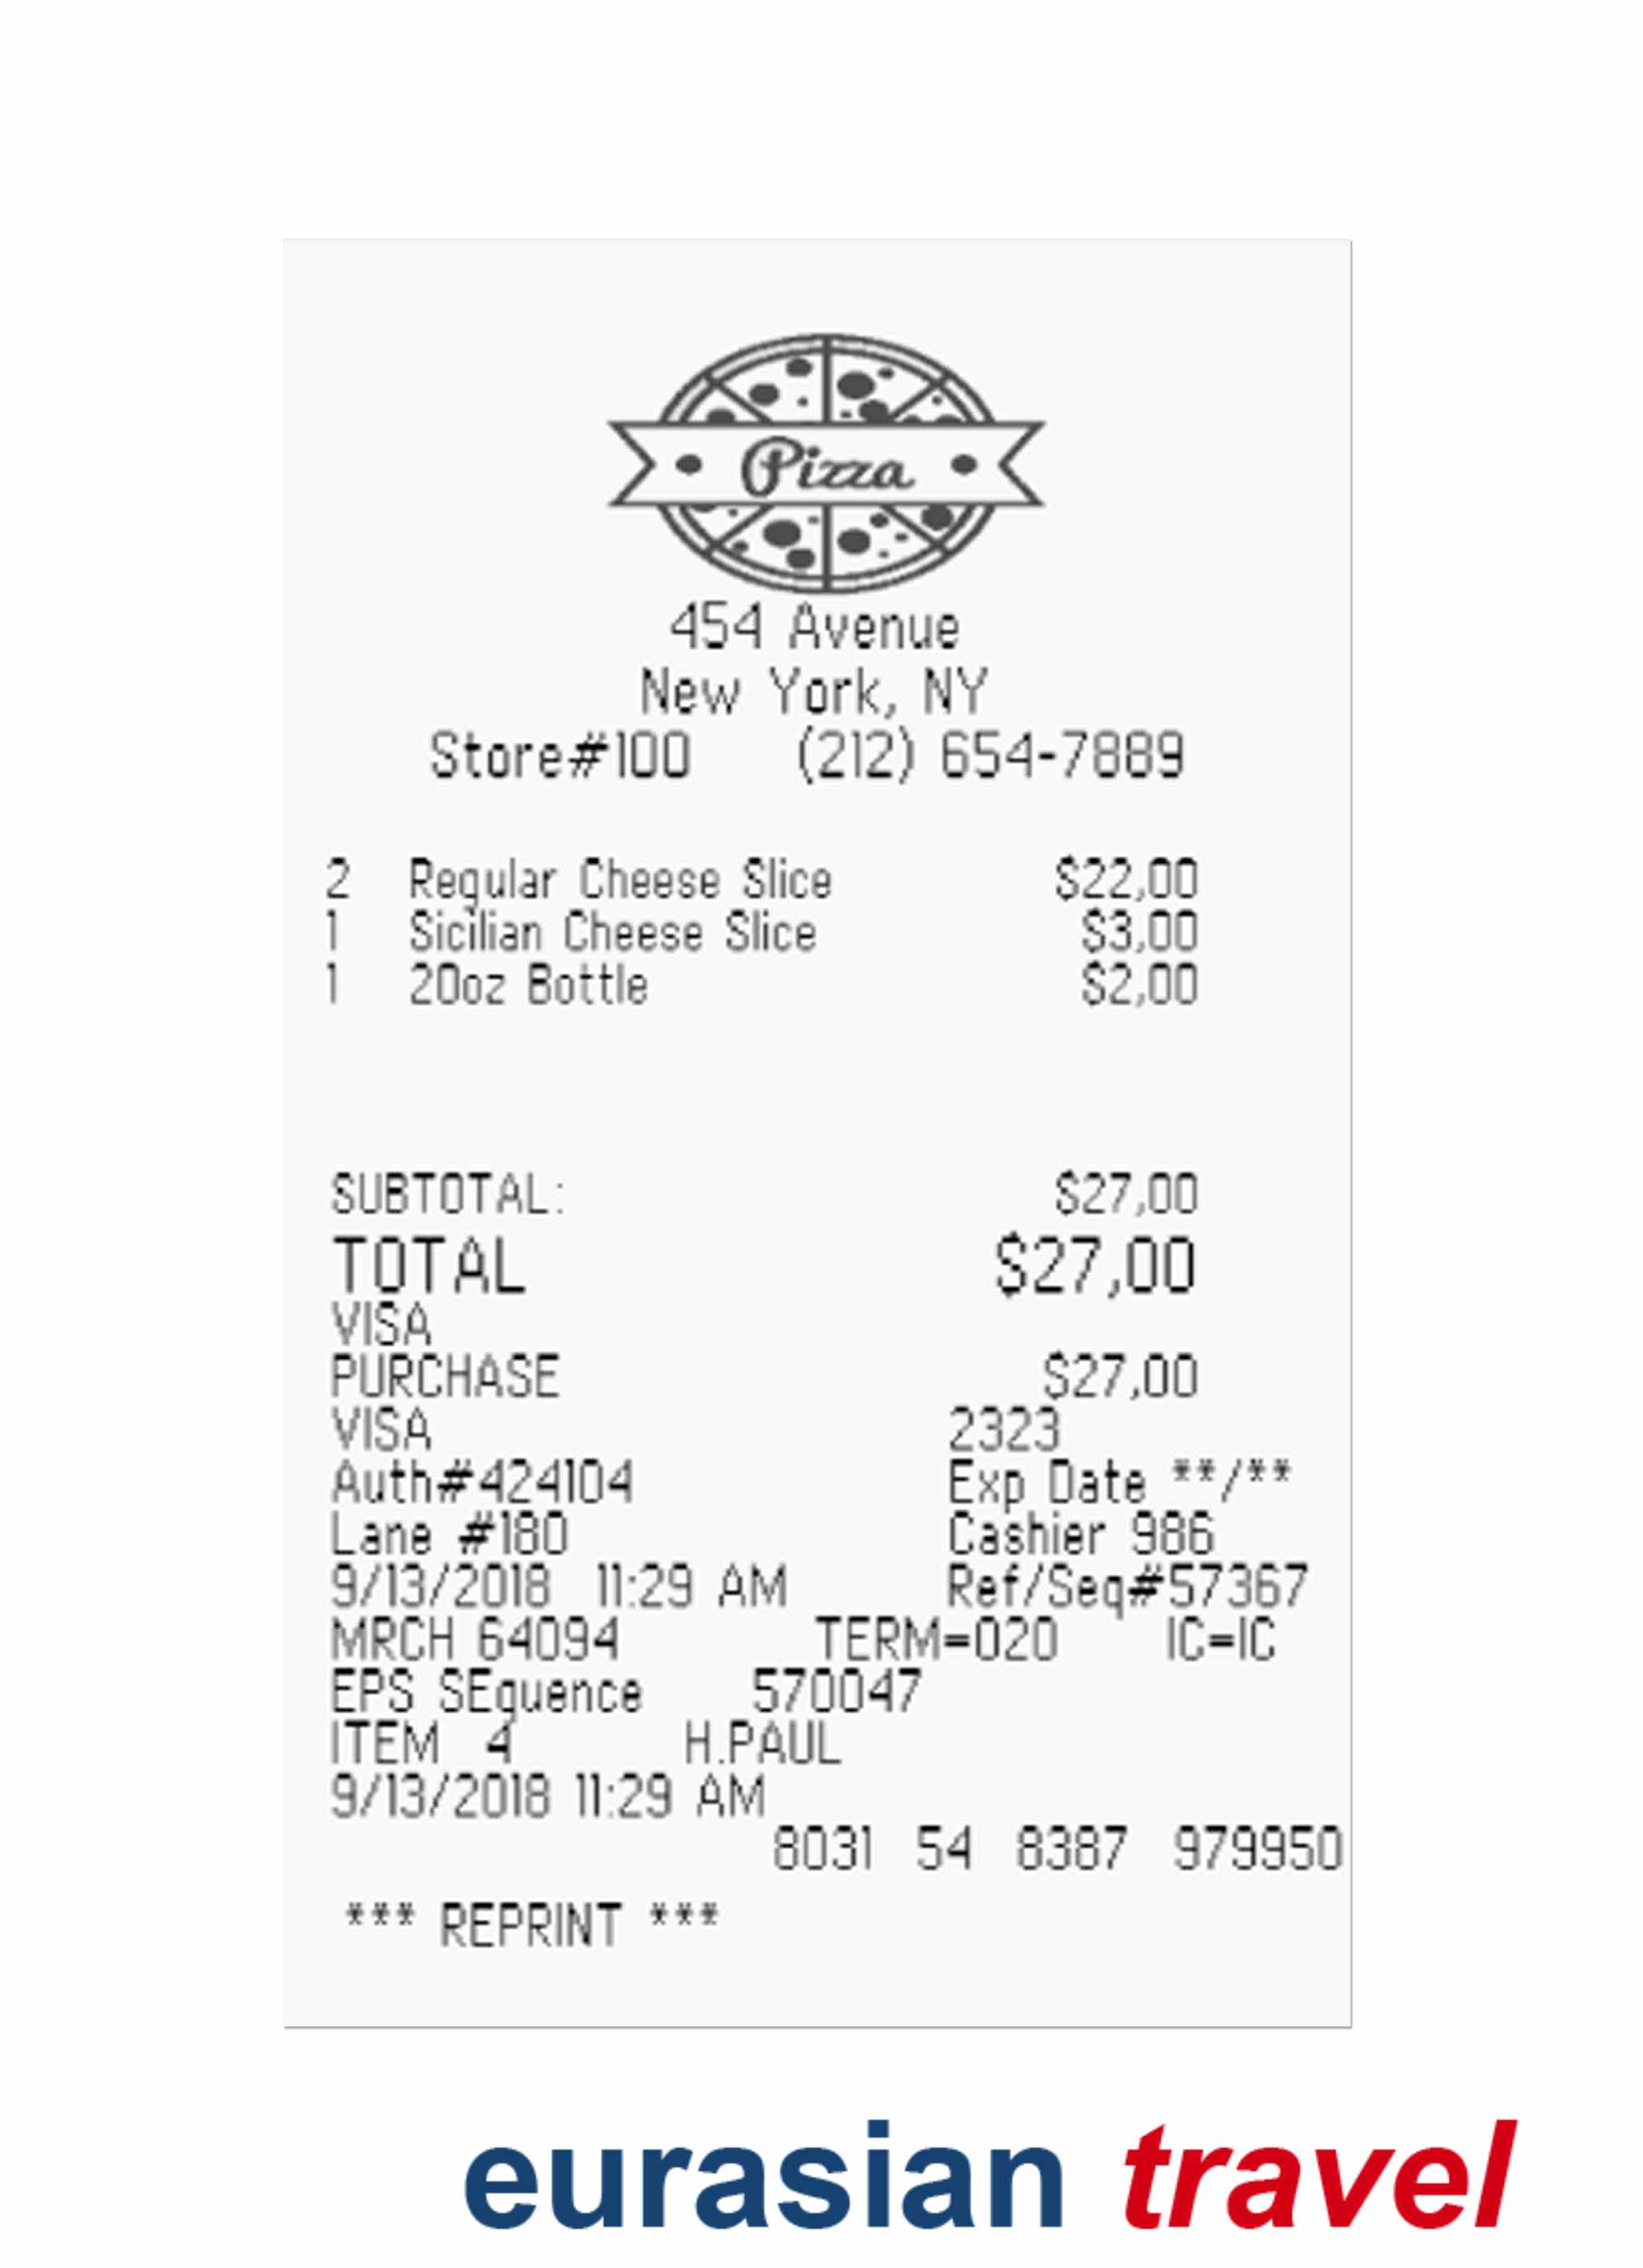 Pizza
454 Avenue
New York, NY
Store#100 (212) 654-7889
2 Regular Cheese Slice $22,00
1 Sicilian Cheese Slice $3,00
1 20oz Bottle $2,00
SUBTOTAL: $27,00
TOTAL $27,00
VISA
PURCHASE $27,00
VISA 2323
Auth#424104 Exp Date **/**
Lane #180 Cashier 986
9/13/2018 11:29 AM Ref/Seq#57367
MRCH 64094 TERM=020 IC=IC
EPS SEquence 570047
ITEM 4 H.PAUL
9/13/2018 11:29 AM
8031 54 8387 979950
*** REPRINT ***
eurasian travel